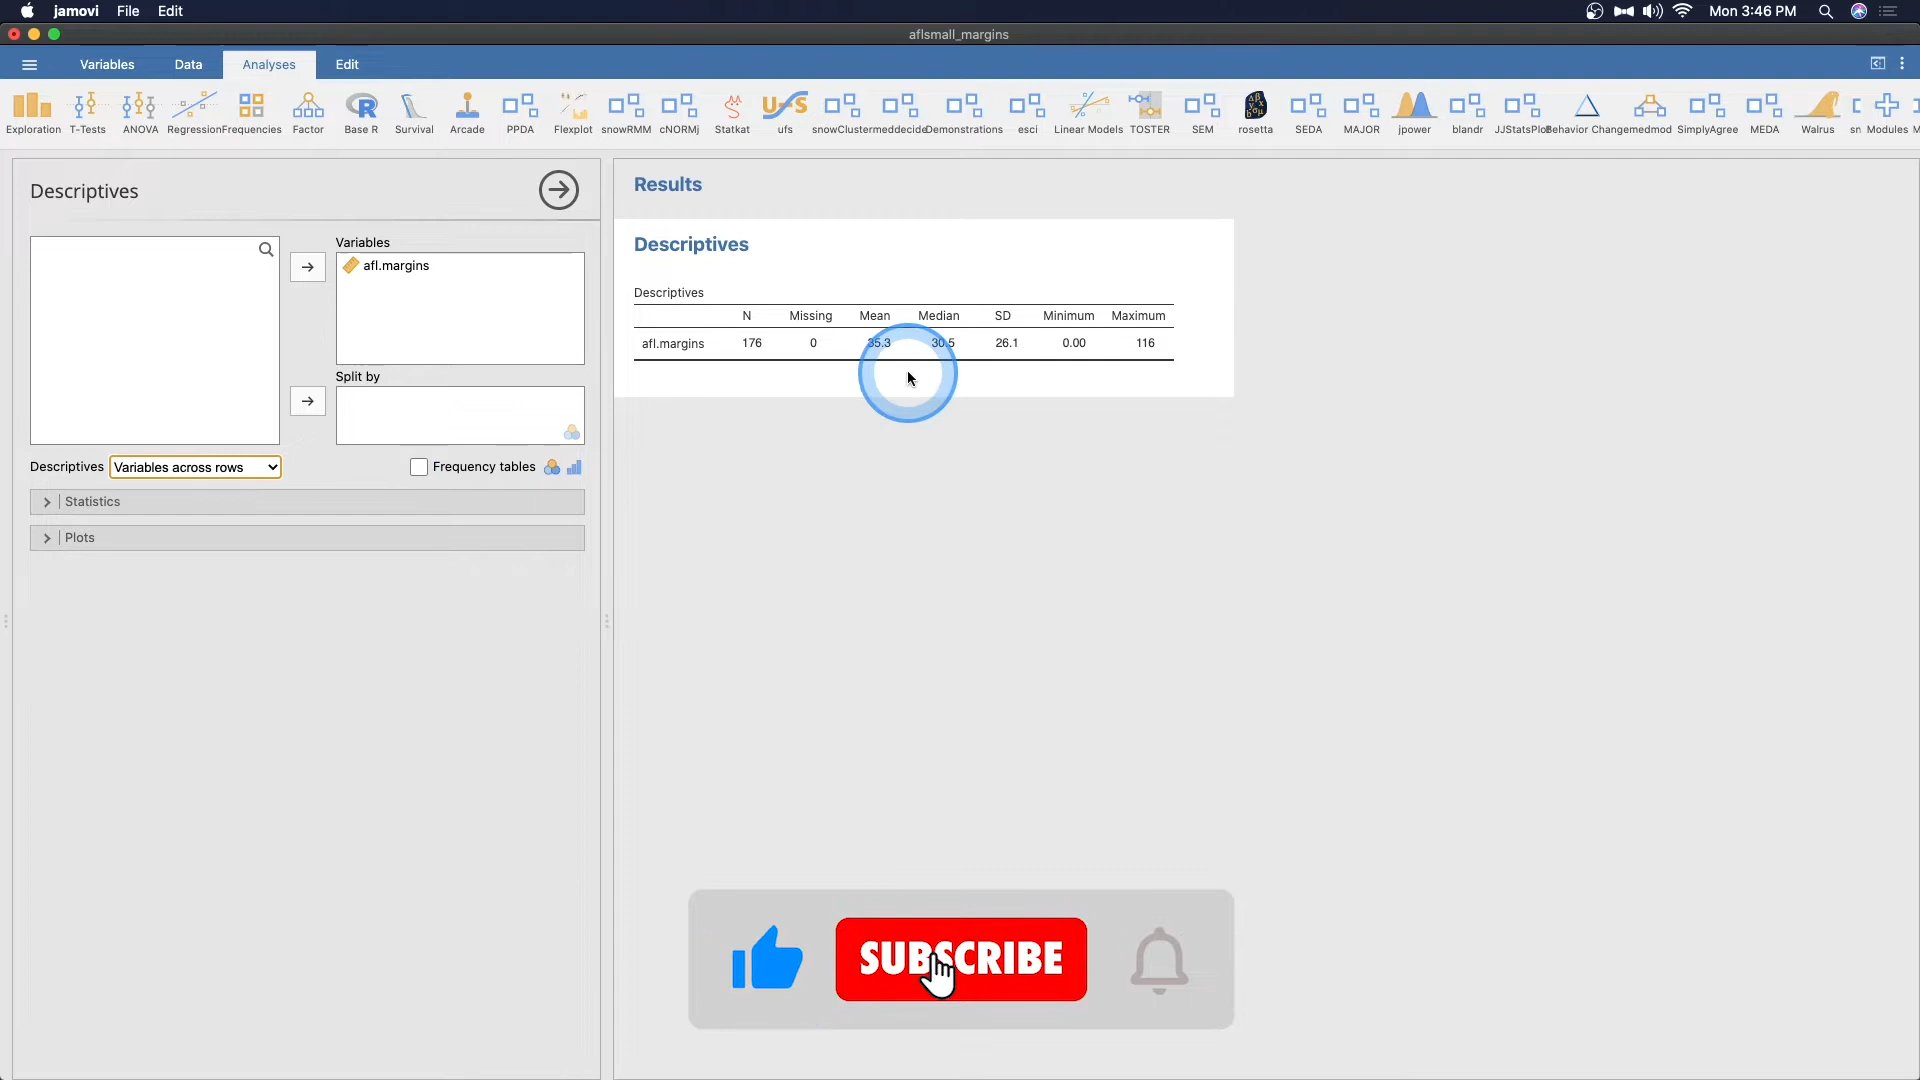 jamovi File Edit Mon 3:46 PM
aflsmall_margins
Variables Data Analyses Edit
Exploration T-Tests ANOVA Regression Frequencies Factor Base R Survival Arcade PPDA Flexplot snowRMM cNORMj Statkat ufs snowCluster meddecide Demonstrations esci Linear Models TOSTER SEM rosetta SEDA MAJOR jpower blandr JJStatsPlo Behavior Change medmod SimplyAgree MEDA Walrus sn Modules
Descriptives
Variables
afl.margins
Split by
Descriptives Variables across rows Frequency tables
Statistics
Plots
Results
Descriptives
Descriptives
N Missing Mean Median SD Minimum Maximum
afl.margins 176 0 35.3 30.5 26.1 0.00 116
SUBSCRIBE